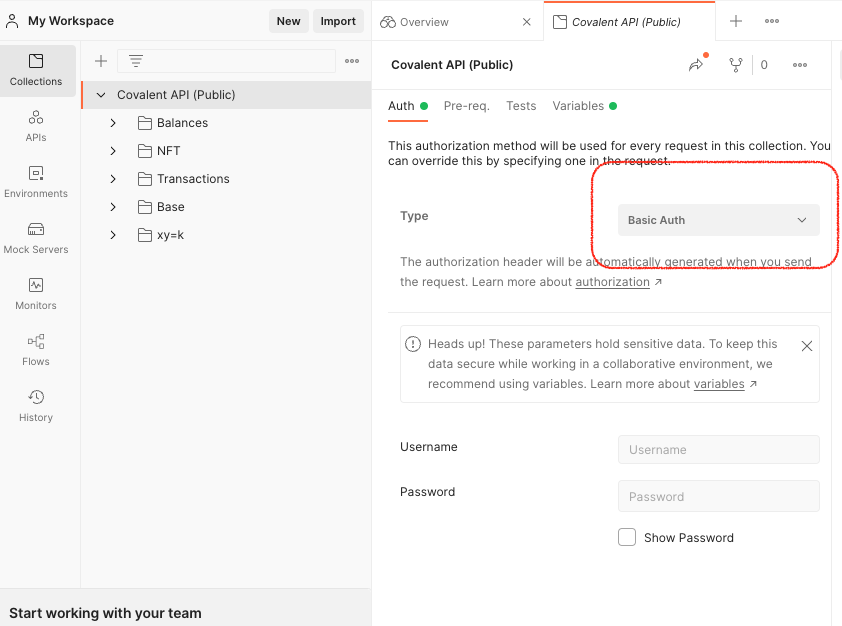 My Workspace
New
Import
Overview
Covalent API (Public)
Collections
APIs
Environments
Mock Servers
Monitors
Flows
History
Covalent API (Public)
Balances
NFT
Transactions
Base
xy=k
Start working with your team
Covalent API (Public)
0
Auth
Pre-req.
Tests
Variables
This authorization method will be used for every request in this collection. You
can override this by specifying one in the request.
Type
Basic Auth
The authorization header will be automatically generated when you send
the request. Learn more about authorization ↗
Heads up! These parameters hold sensitive data. To keep this
data secure while working in a collaborative environment, we
recommend using variables. Learn more about variables ↗
Username
Username
Password
Password
Show Password